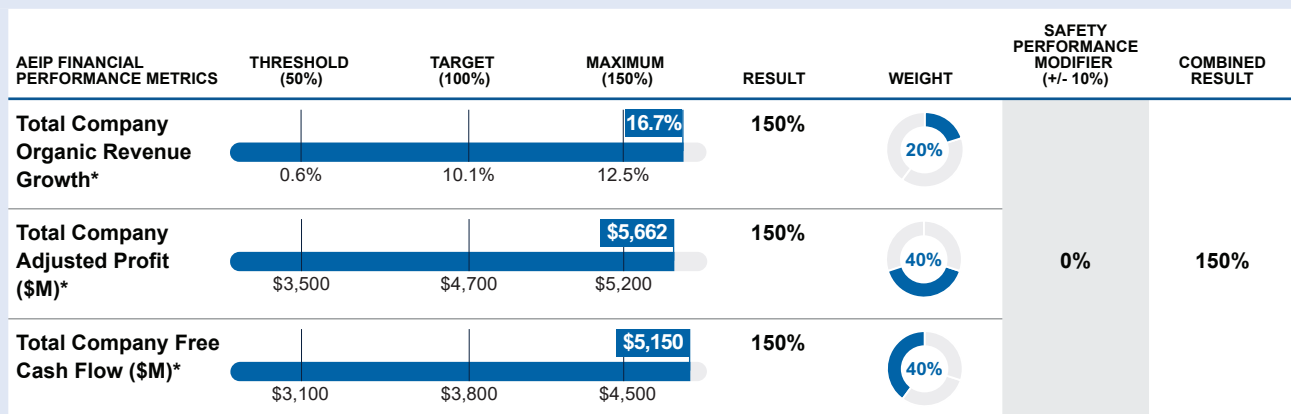 AEIP FINANCIAL
PERFORMANCE METRICS
THRESHOLD
(50%)
TARGET
(100%)
MAXIMUM
(150%)
RESULT
WEIGHT
SAFETY
PERFORMANCE
MODIFIER
(+/- 10%)
COMBINED
RESULT
Total Company
Organic Revenue
Growth*
16.7%
0.6%
10.1%
12.5%
150%
20%
Total Company
Adjusted Profit
($M)*
$5,662
$3,500
$4,700
$5,200
150%
40%
0%
150%
Total Company Free
Cash Flow ($M)*
$5,150
$3,100
$3,800
$4,500
150%
40%